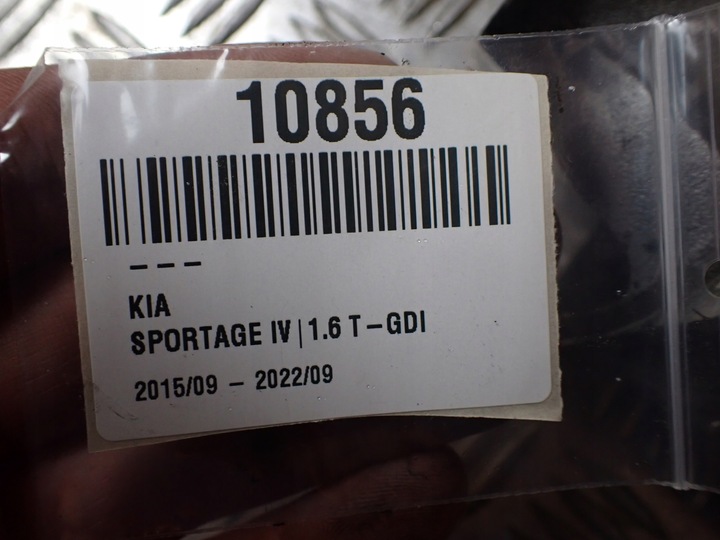 10856
– – –
KIA
SPORTAGE IV | 1.6 T-GDI
2015/09 – 2022/09